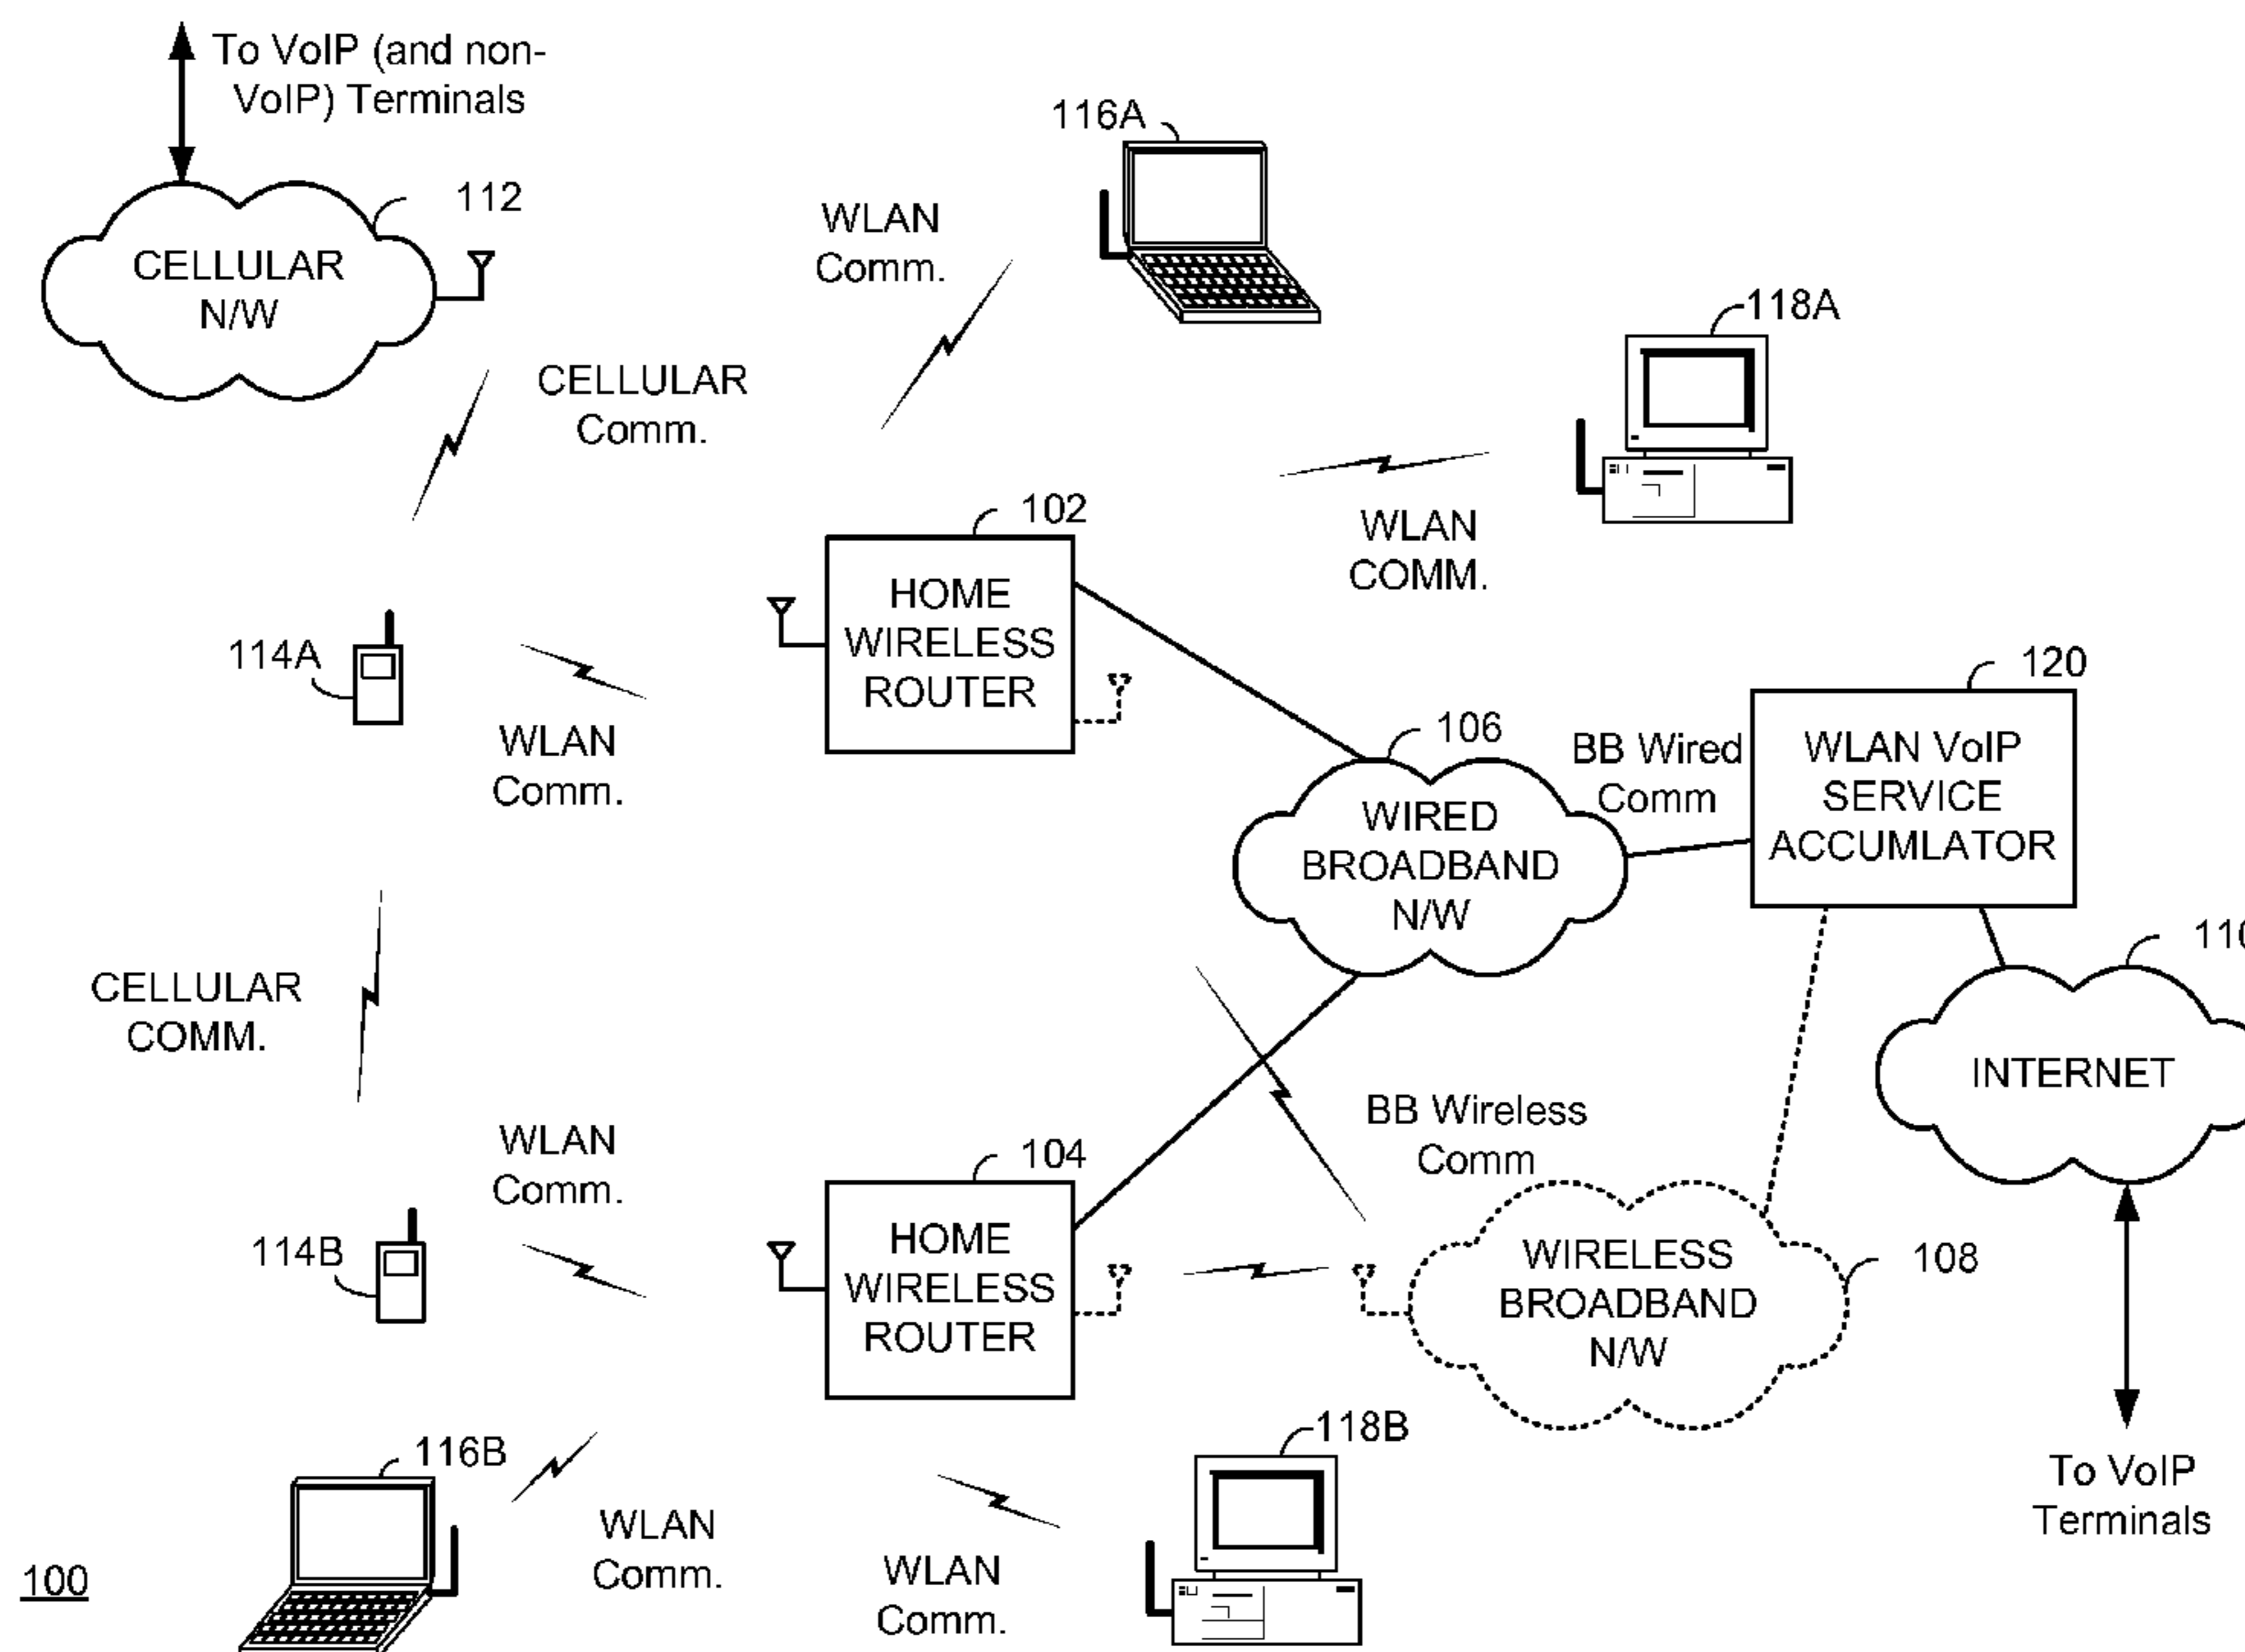 To VoIP (and non-
VoIP) Terminals
112
CELLULAR
N/W
CELLULAR
Comm.
WLAN
Comm.
116A
118A
WLAN
COMM.
102
HOME
WIRELESS
ROUTER
114A
WLAN
Comm.
106
WIRED
BROADBAND
N/W
BB Wired
Comm
120
WLAN VoIP
SERVICE
ACCUMLATOR
110
INTERNET
To VoIP
Terminals
CELLULAR
COMM.
WLAN
Comm.
114B
104
HOME
WIRELESS
ROUTER
BB Wireless
Comm
108
WIRELESS
BROADBAND
N/W
116B
WLAN
Comm.
118B
WLAN
Comm.
100